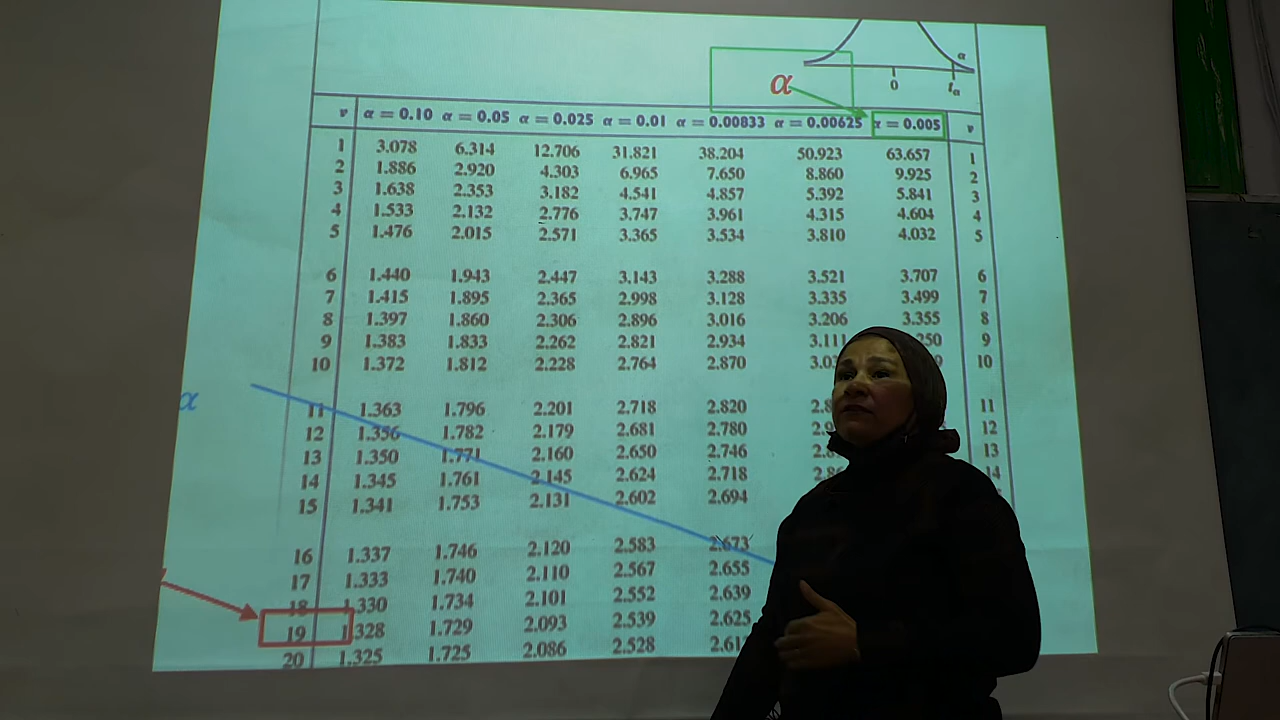 α
α
0 tα
ν α = 0.10 α = 0.05 α = 0.025 α = 0.01 α = 0.00833 α = 0.00625 α = 0.005 ν
1 3.078 6.314 12.706 31.821 38.204 50.923 63.657 1
2 1.886 2.920 4.303 6.965 7.650 8.860 9.925 2
3 1.638 2.353 3.182 4.541 4.857 5.392 5.841 3
4 1.533 2.132 2.776 3.747 3.961 4.315 4.604 4
5 1.476 2.015 2.571 3.365 3.534 3.810 4.032 5
6 1.440 1.943 2.447 3.143 3.288 3.521 3.707 6
7 1.415 1.895 2.365 2.998 3.128 3.335 3.499 7
8 1.397 1.860 2.306 2.896 3.016 3.206 3.355 8
9 1.383 1.833 2.262 2.821 2.934 3.111 250 9
10 1.372 1.812 2.228 2.764 2.870 10
α
11 1.363 1.796 2.201 2.718 2.820 11
12 1.356 1.782 2.179 2.681 2.780 12
13 1.350 1.771 2.160 2.650 2.746 13
14 1.345 1.761 2.145 2.624 2.718 14
15 1.341 1.753 2.131 2.602 2.694
16 1.337 1.746 2.120 2.583 2.673
17 1.333 1.740 2.110 2.567 2.655
18 1.330 1.734 2.101 2.552 2.639
19 1.328 1.729 2.093 2.539 2.625
20 1.325 1.725 2.086 2.528